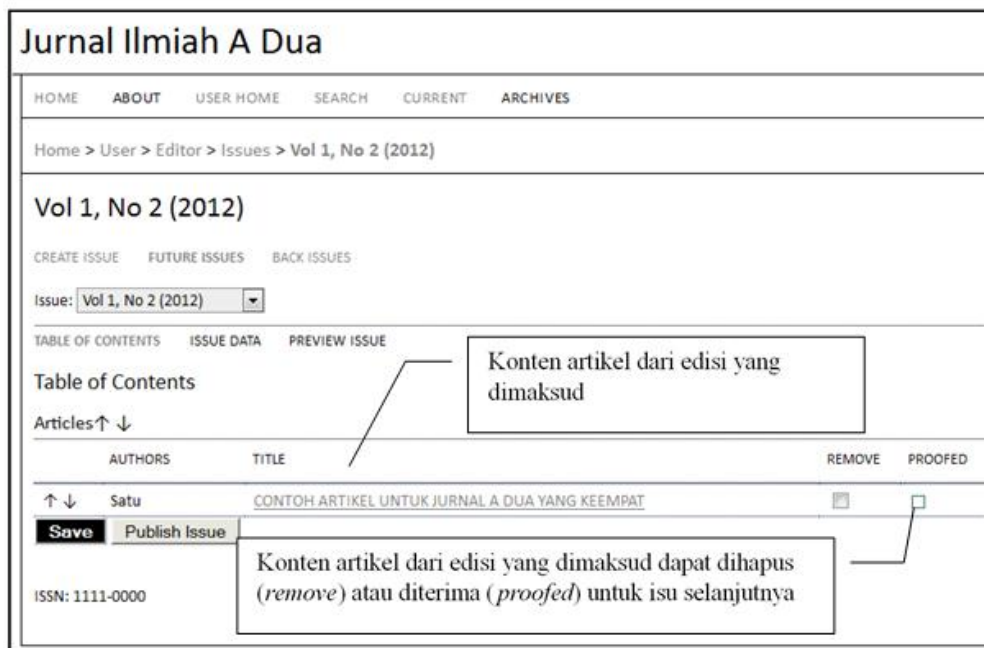 Jurnal Ilmiah A Dua
HOME ABOUT USER HOME SEARCH CURRENT ARCHIVES
Home > User > Editor > Issues > Vol 1, No 2 (2012)
Vol 1, No 2 (2012)
CREATE ISSUE FUTURE ISSUES BACK ISSUES
Issue: Vol 1, No 2 (2012)
TABLE OF CONTENTS ISSUE DATA PREVIEW ISSUE
Konten artikel dari edisi yang
dimaksud
Table of Contents
Articles↑ ↓
AUTHORS TITLE REMOVE PROOFED
↑ ↓ Satu CONTOH ARTIKEL UNTUK JURNAL A DUA YANG KEEMPAT
Save Publish Issue
Konten artikel dari edisi yang dimaksud dapat dihapus
(remove) atau diterima (proofed) untuk isu selanjutnya
ISSN: 1111-0000